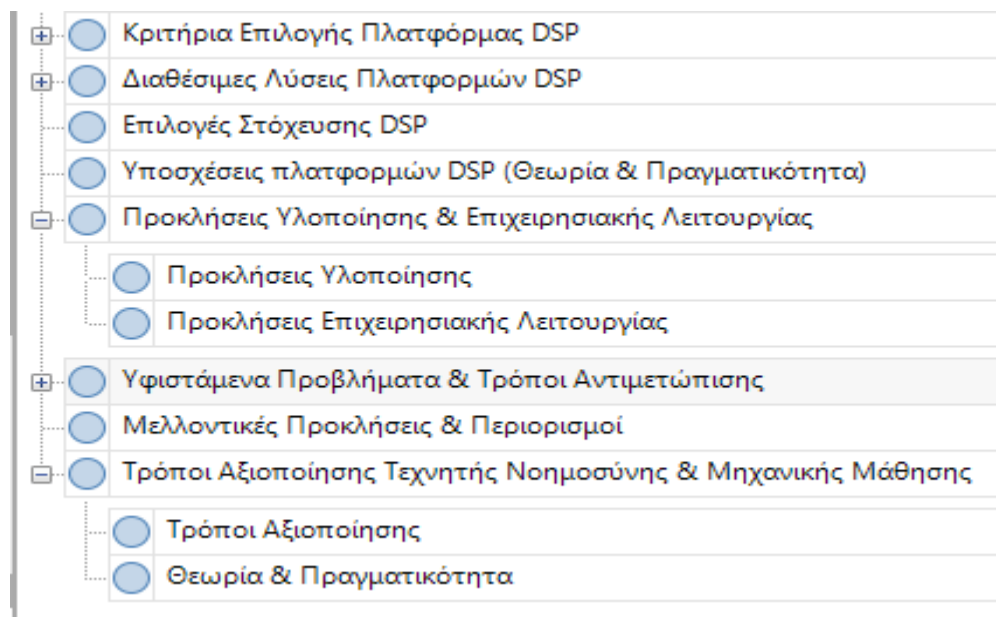 Κριτήρια Επιλογής Πλατφόρμας DSP
Διαθέσιμες Λύσεις Πλατφορμών DSP
Επιλογές Στόχευσης DSP
Υποσχέσεις πλατφορμών DSP (Θεωρία & Πραγματικότητα)
Προκλήσεις Υλοποίησης & Επιχειρησιακής Λειτουργίας
Προκλήσεις Υλοποίησης
Προκλήσεις Επιχειρησιακής Λειτουργίας
Υφιστάμενα Προβλήματα & Τρόποι Αντιμετώπισης
Μελλοντικές Προκλήσεις & Περιορισμοί
Τρόποι Αξιοποίησης Τεχνητής Νοημοσύνης & Μηχανικής Μάθησης
Τρόποι Αξιοποίησης
Θεωρία & Πραγματικότητα